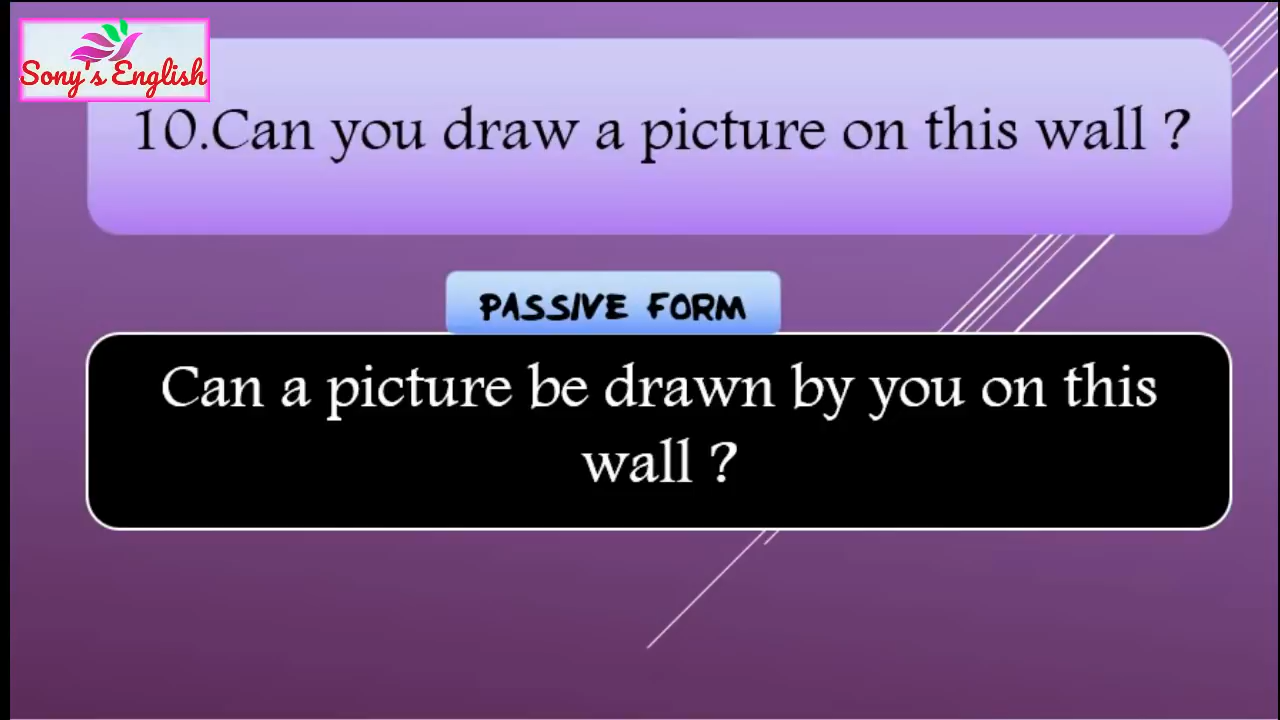 Sony's English
10.Can you draw a picture on this wall ?
PASSIVE FORM
Can a picture be drawn by you on this
wall ?